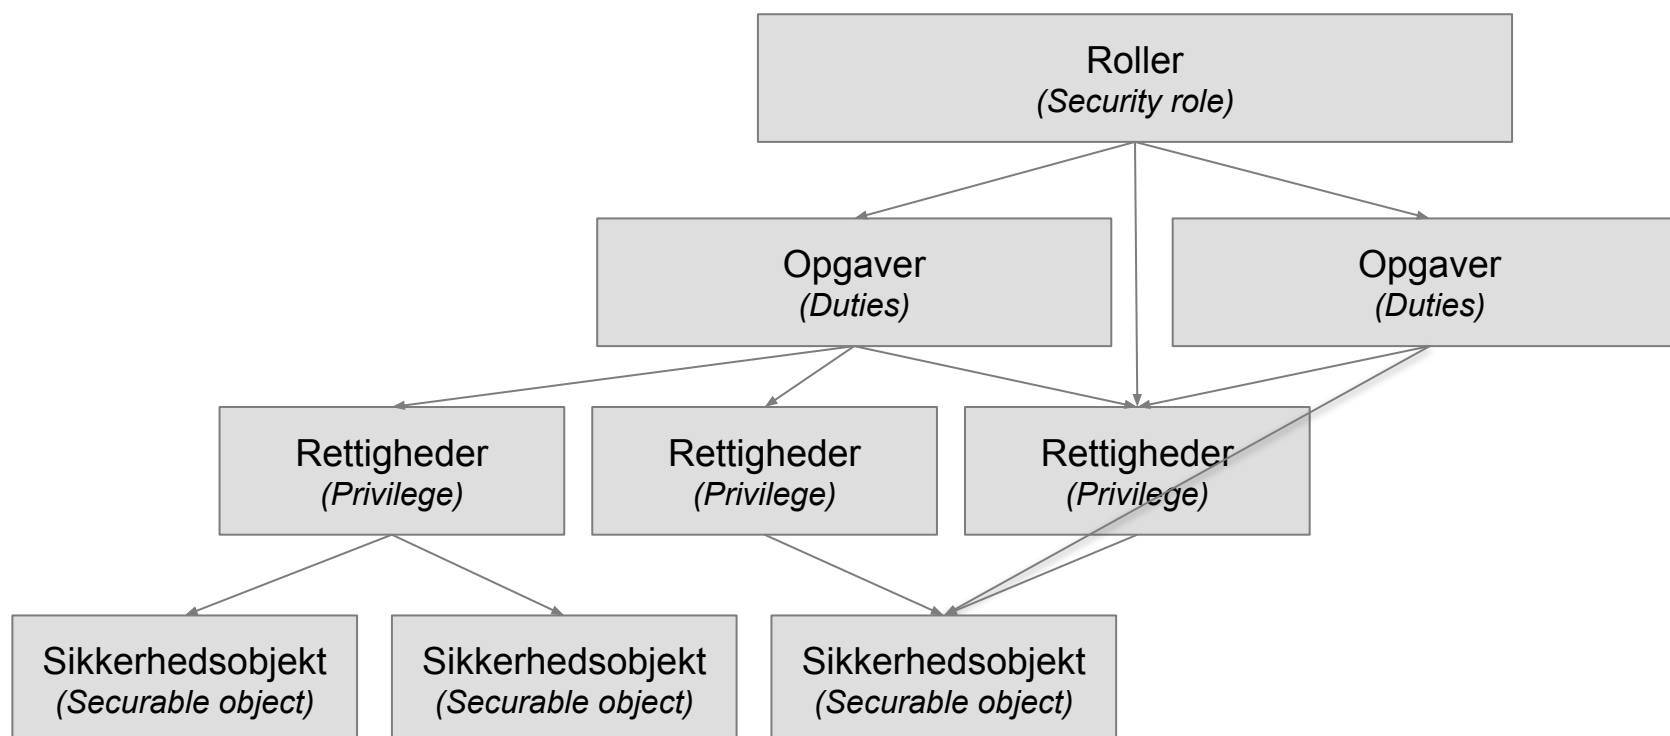 Roller
(Security role)
Opgaver
(Duties)
Opgaver
(Duties)
Rettigheder
(Privilege)
Rettigheder
(Privilege)
Rettigheder
(Privilege)
Sikkerhedsobjekt
(Securable object)
Sikkerhedsobjekt
(Securable object)
Sikkerhedsobjekt
(Securable object)